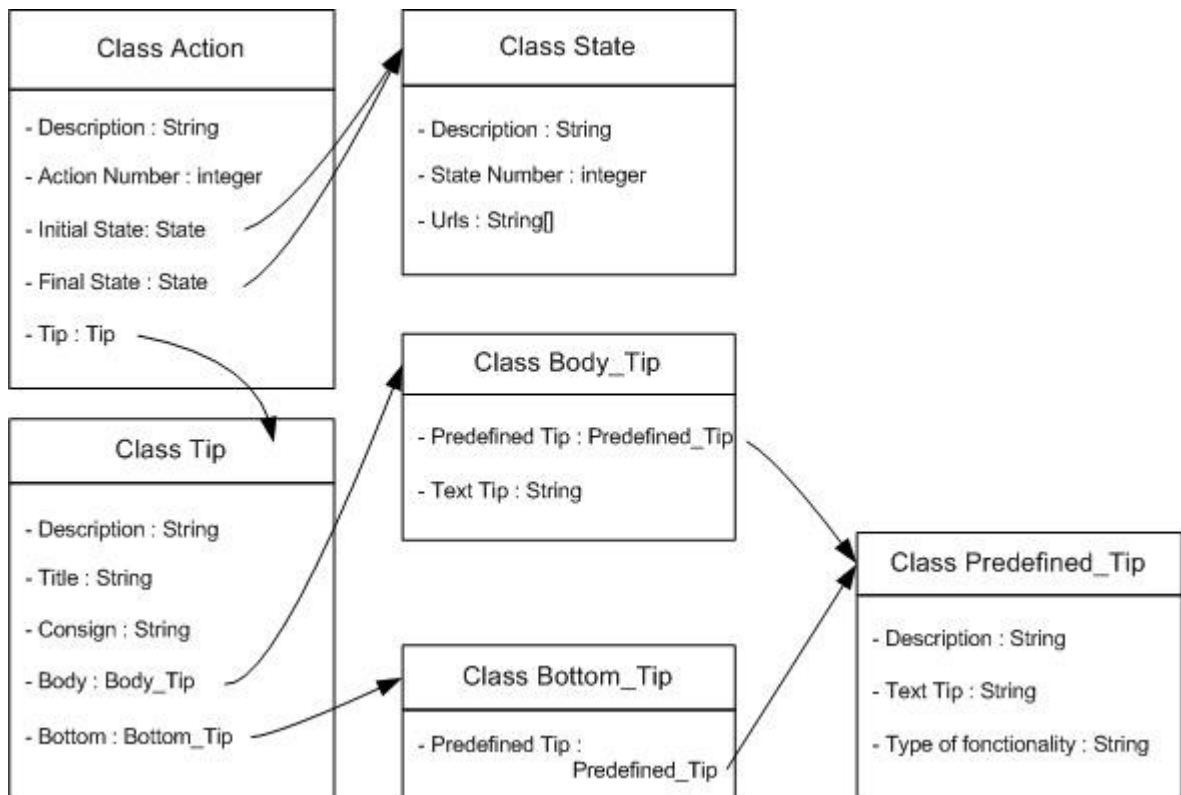 Class Action
- Description : String
- Action Number : integer
- Initial State: State
- Final State : State
- Tip : Tip
Class State
- Description : String
- State Number : integer
- Urls : String[]
Class Tip
- Description : String
- Title : String
- Consign : String
- Body : Body_Tip
- Bottom : Bottom_Tip
Class Body_Tip
- Predefined Tip : Predefined_Tip
- Text Tip : String
Class Bottom_Tip
- Predefined Tip :
Predefined_Tip
Class Predefined_Tip
- Description : String
- Text Tip : String
- Type of fonctionality : String